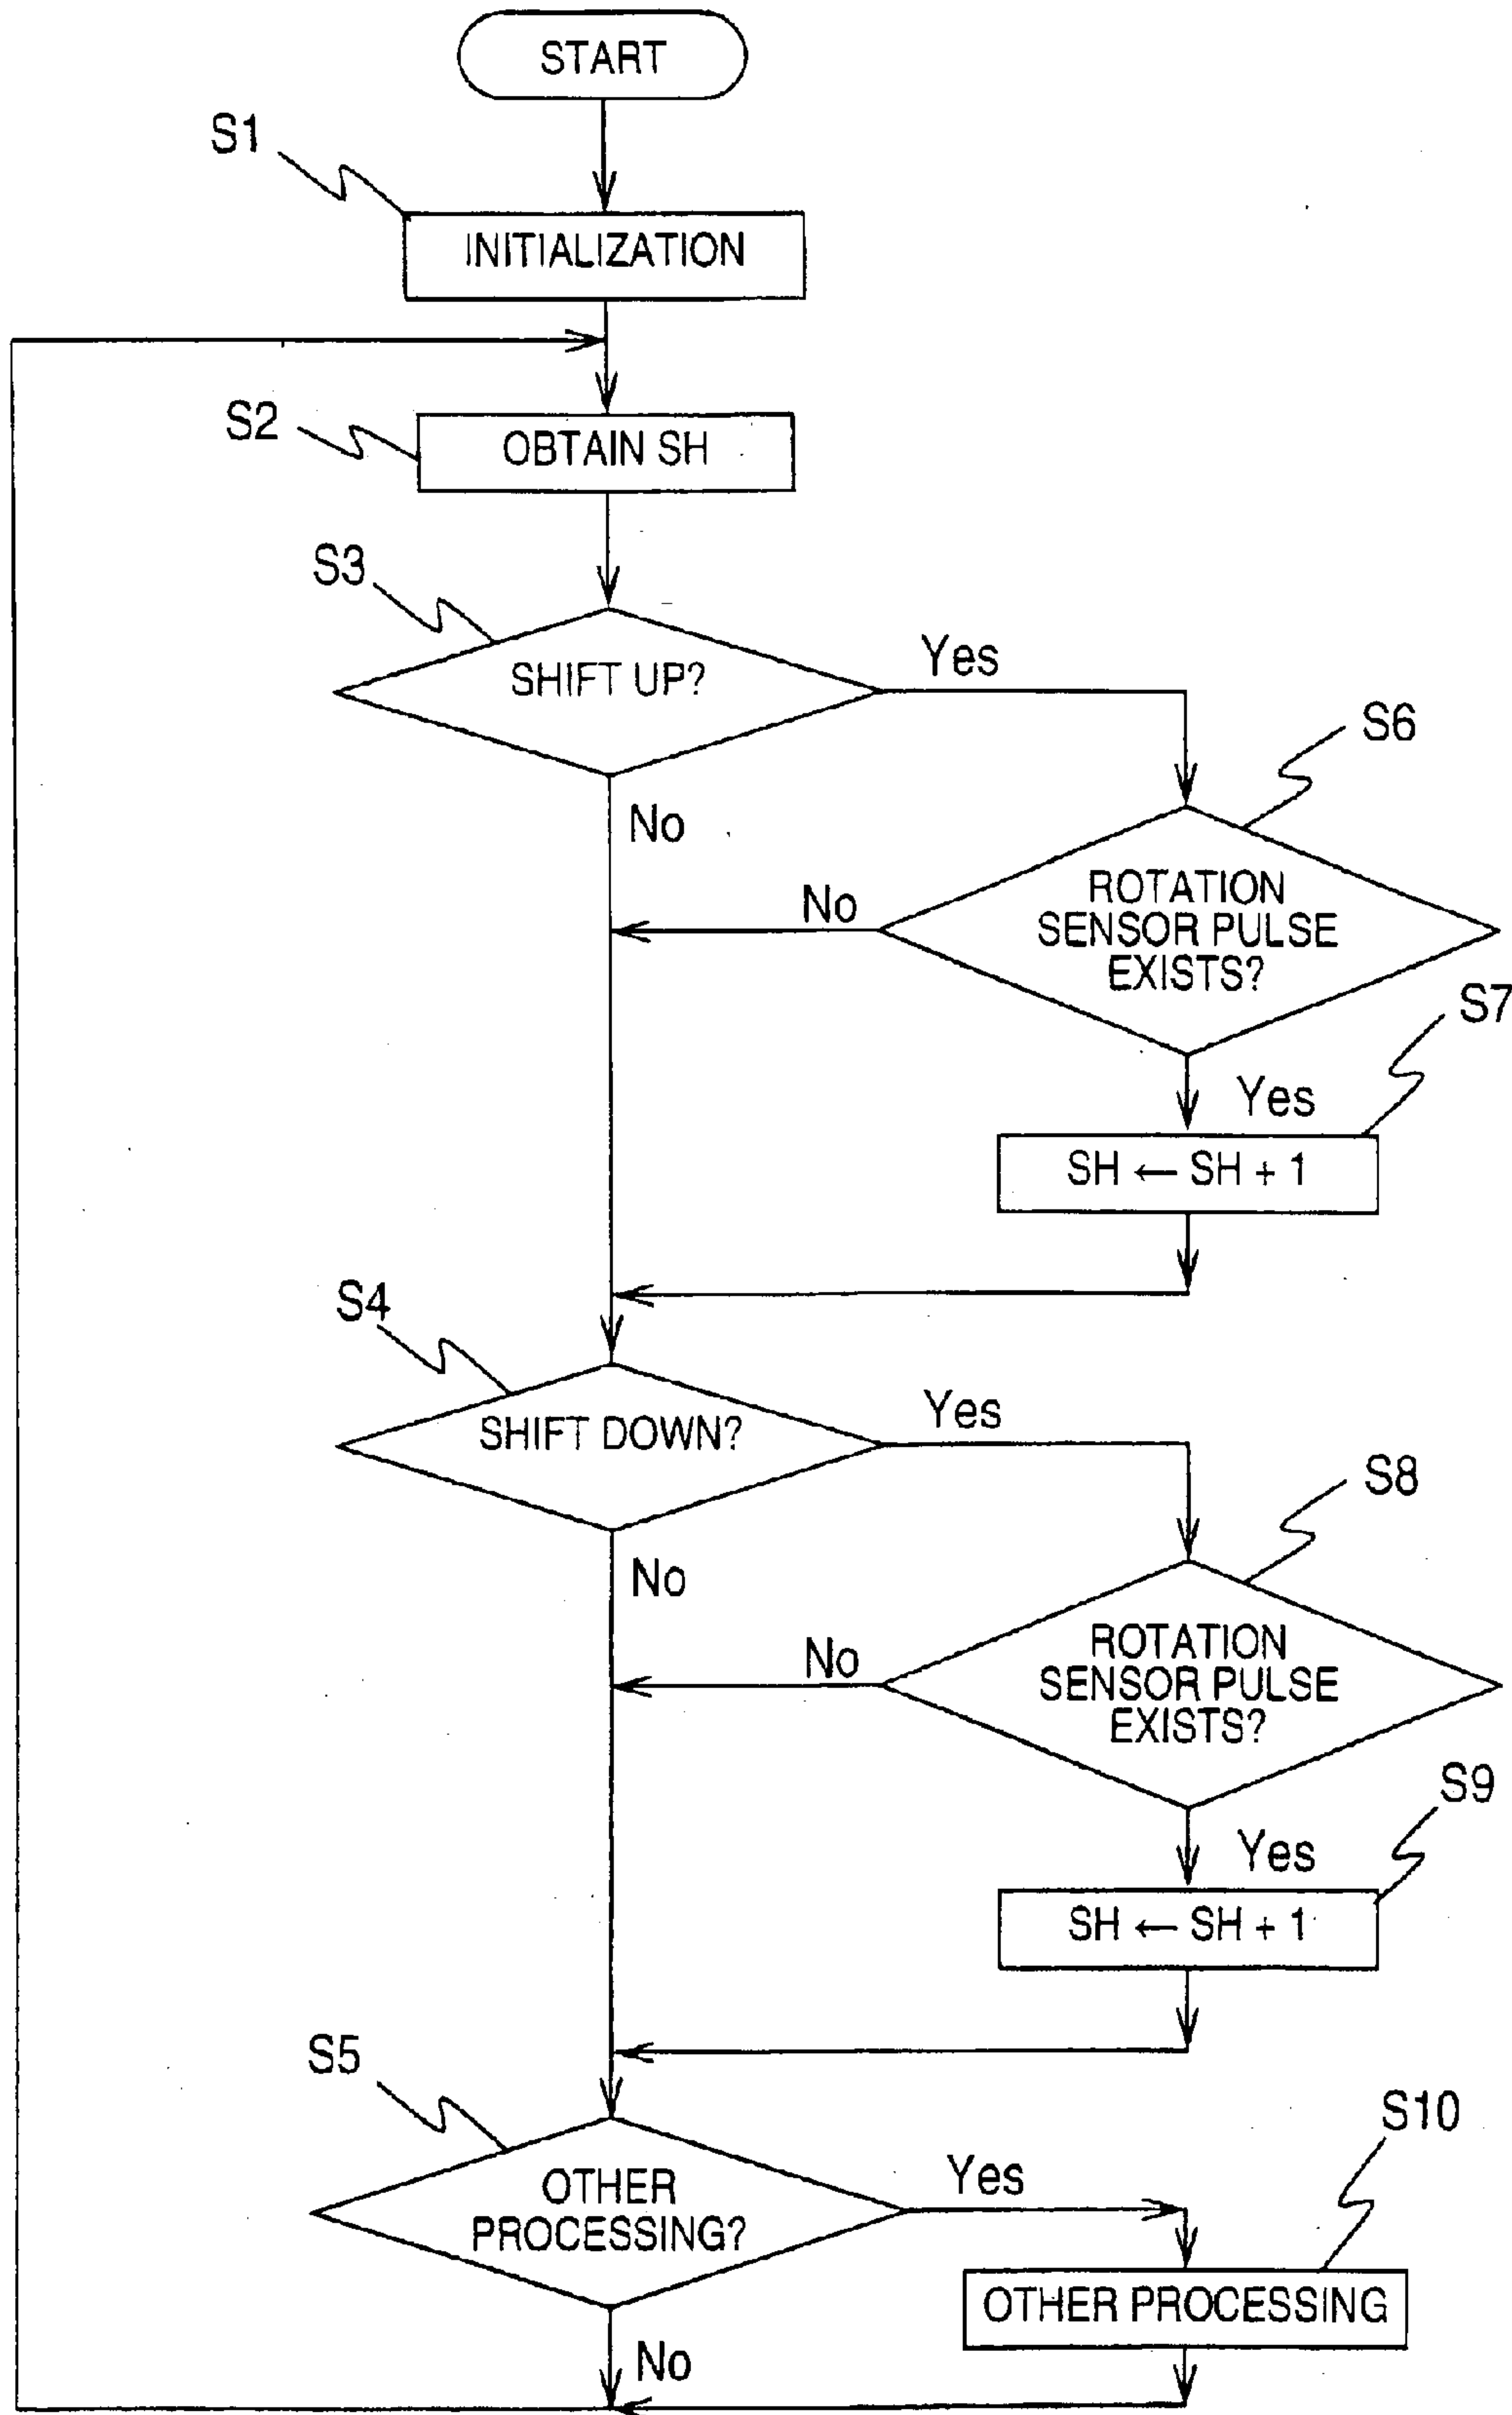 START
S1
INITIALIZATION
S2
OBTAIN SH
S3
SHIFT UP?
Yes
S6
No
ROTATION
SENSOR PULSE
EXISTS?
No
S7
Yes
SH ← SH + 1
S4
SHIFT DOWN?
Yes
S8
No
ROTATION
SENSOR PULSE
EXISTS?
No
S9
Yes
SH ← SH + 1
S5
OTHER
PROCESSING?
Yes
S10
OTHER PROCESSING
No